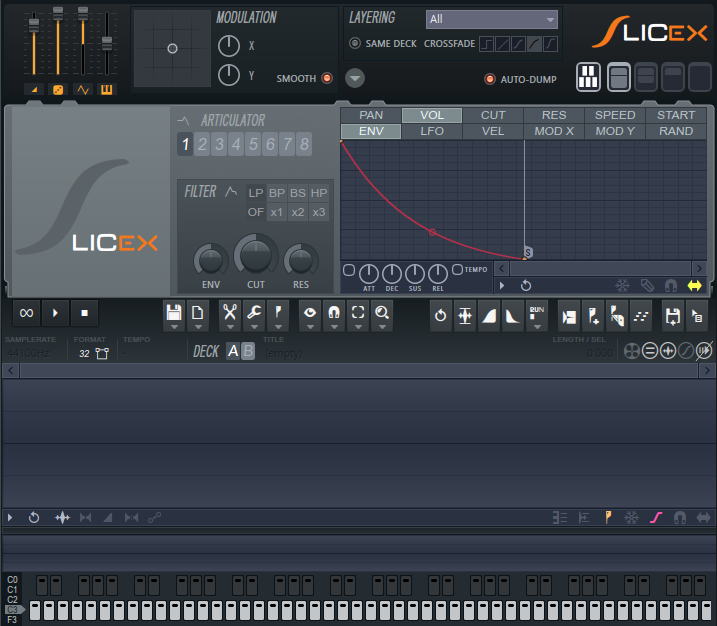 MODULATION
X
Y
SMOOTH
LAYERING All
SAME DECK CROSSFADE
AUTO-DUMP
LICEX
ARTICULATOR
1 2 3 4 5 6 7 8
FILTER LP BP BS HP
OF x1 x2 x3
ENV CUT RES
LICEX
PAN VOL CUT RES SPEED START
ENV LFO VEL MOD X MOD Y RAND
S
ATT DEC SUS REL TEMPO
RUN
SAMPLERATE FORMAT TEMPO TITLE LENGTH / SEL
44100Hz 32 - DECK A B (empty) 0:000
C0
C1
C2
C3
F3